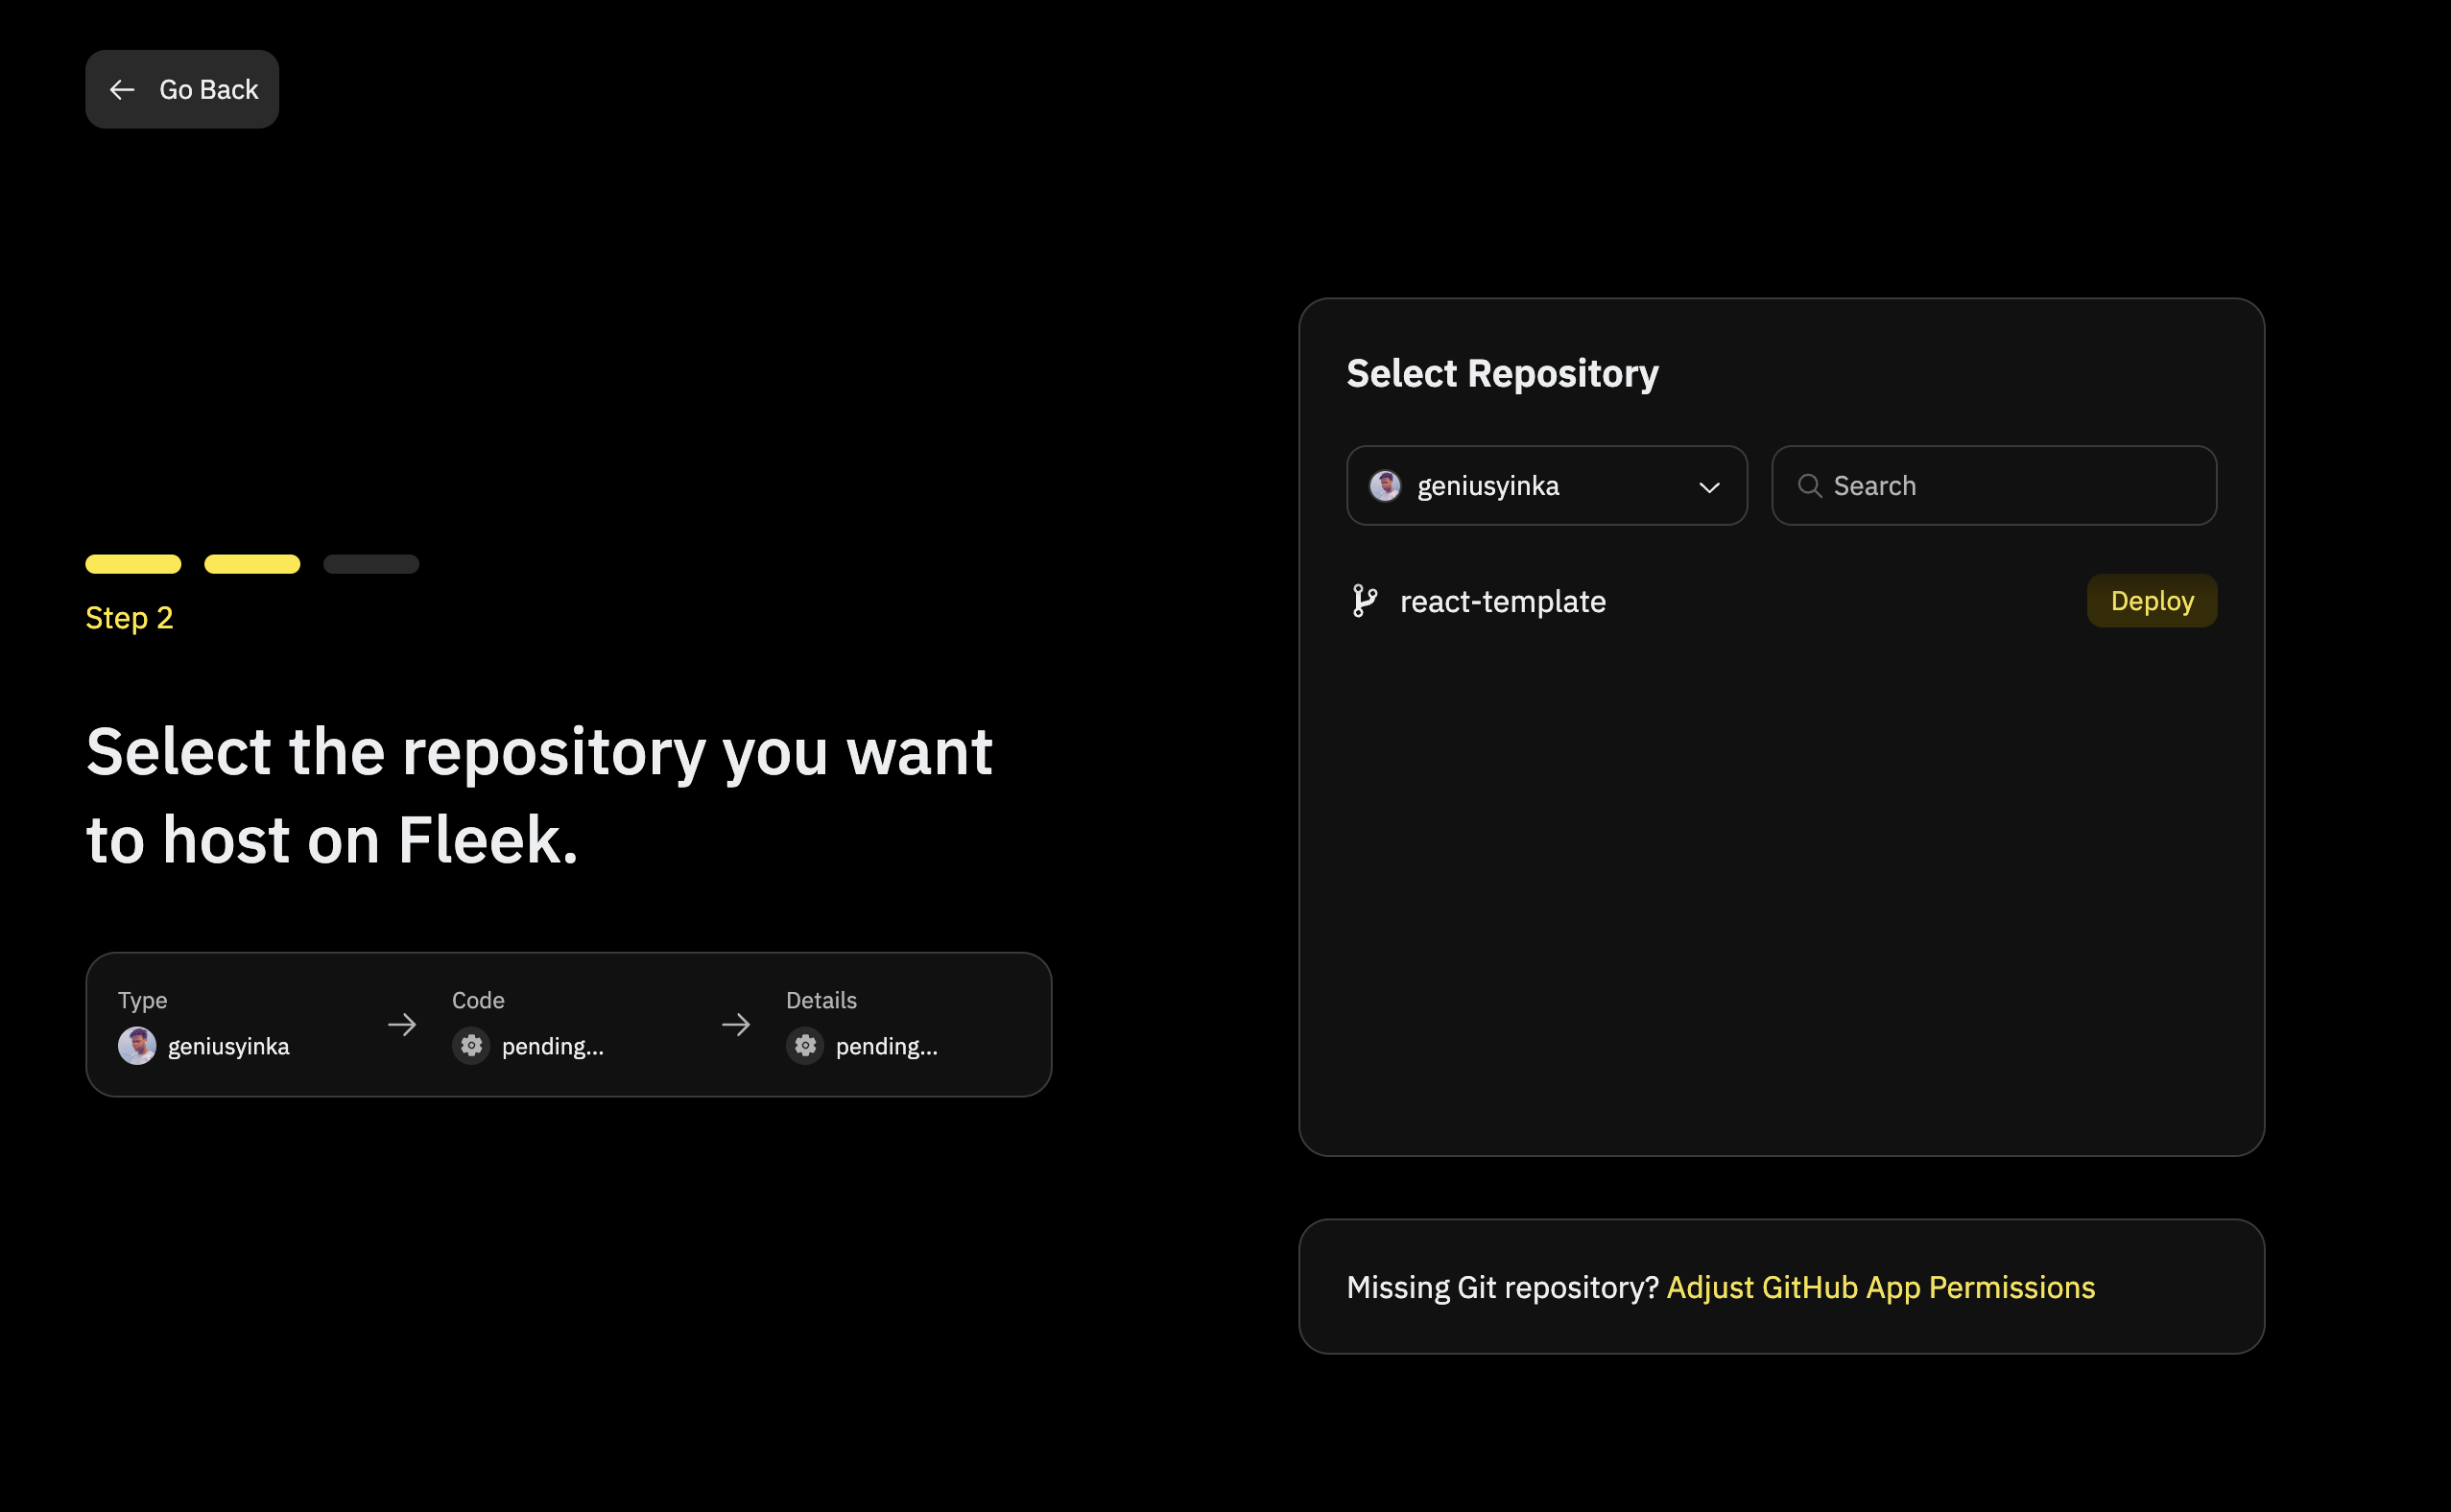 Go Back
Step 2
Select the repository you want
to host on Fleek.
Type
geniusyinka
Code
pending...
Details
pending...
Select Repository
geniusyinka
Search
react-template
Deploy
Missing Git repository? Adjust GitHub App Permissions